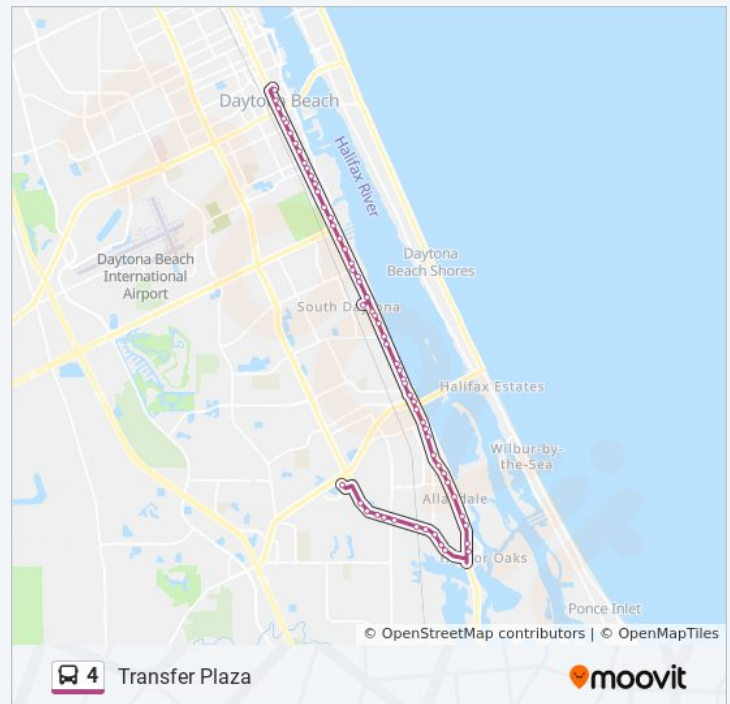 Daytona Beach
Halifax River
Daytona Beach
International
Airport
Daytona
Beach Shores
South Daytona
Halifax Estates
Wilbur-by-
the-Sea
Allandale
Harbor Oaks
Ponce Inlet
© OpenStreetMap contributors | © OpenMapTiles
4 Transfer Plaza
moovit